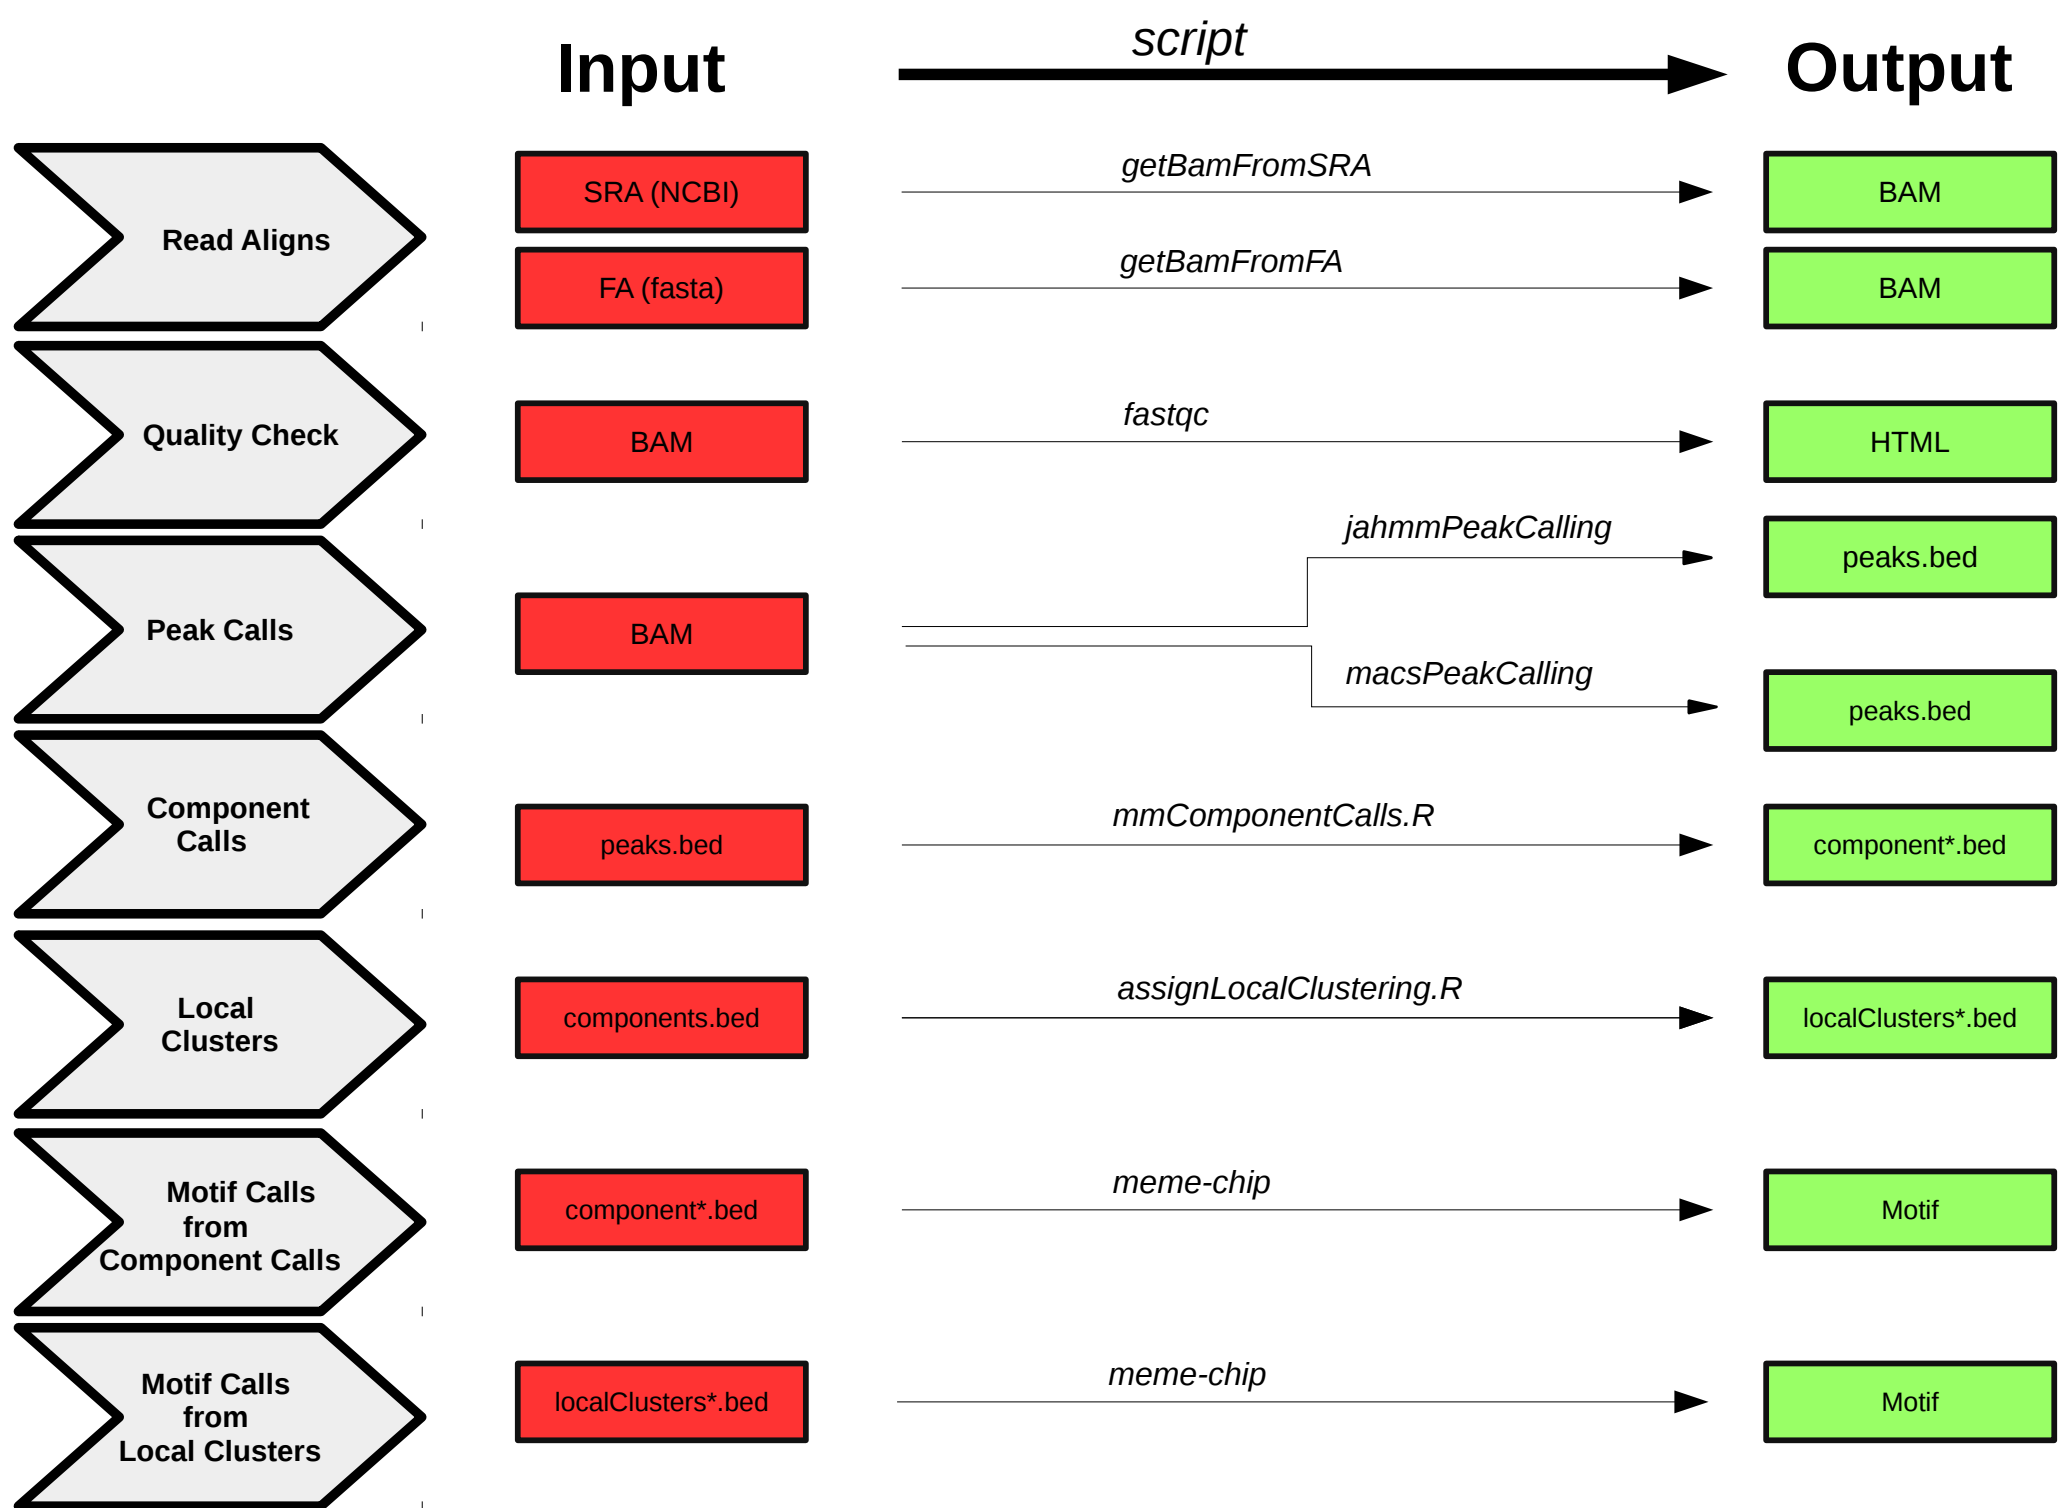 Input
script
Output
Read Aligns
SRA (NCBI)
getBamFromSRA
BAM
FA (fasta)
getBamFromFA
BAM
Quality Check
BAM
fastqc
HTML
Peak Calls
BAM
jahmmPeakCalling
peaks.bed
macsPeakCalling
peaks.bed
Component
Calls
peaks.bed
mmComponentCalls.R
component*.bed
Local
Clusters
components.bed
assignLocalClustering.R
localClusters*.bed
Motif Calls
from
Component Calls
component*.bed
meme-chip
Motif
Motif Calls
from
Local Clusters
localClusters*.bed
meme-chip
Motif